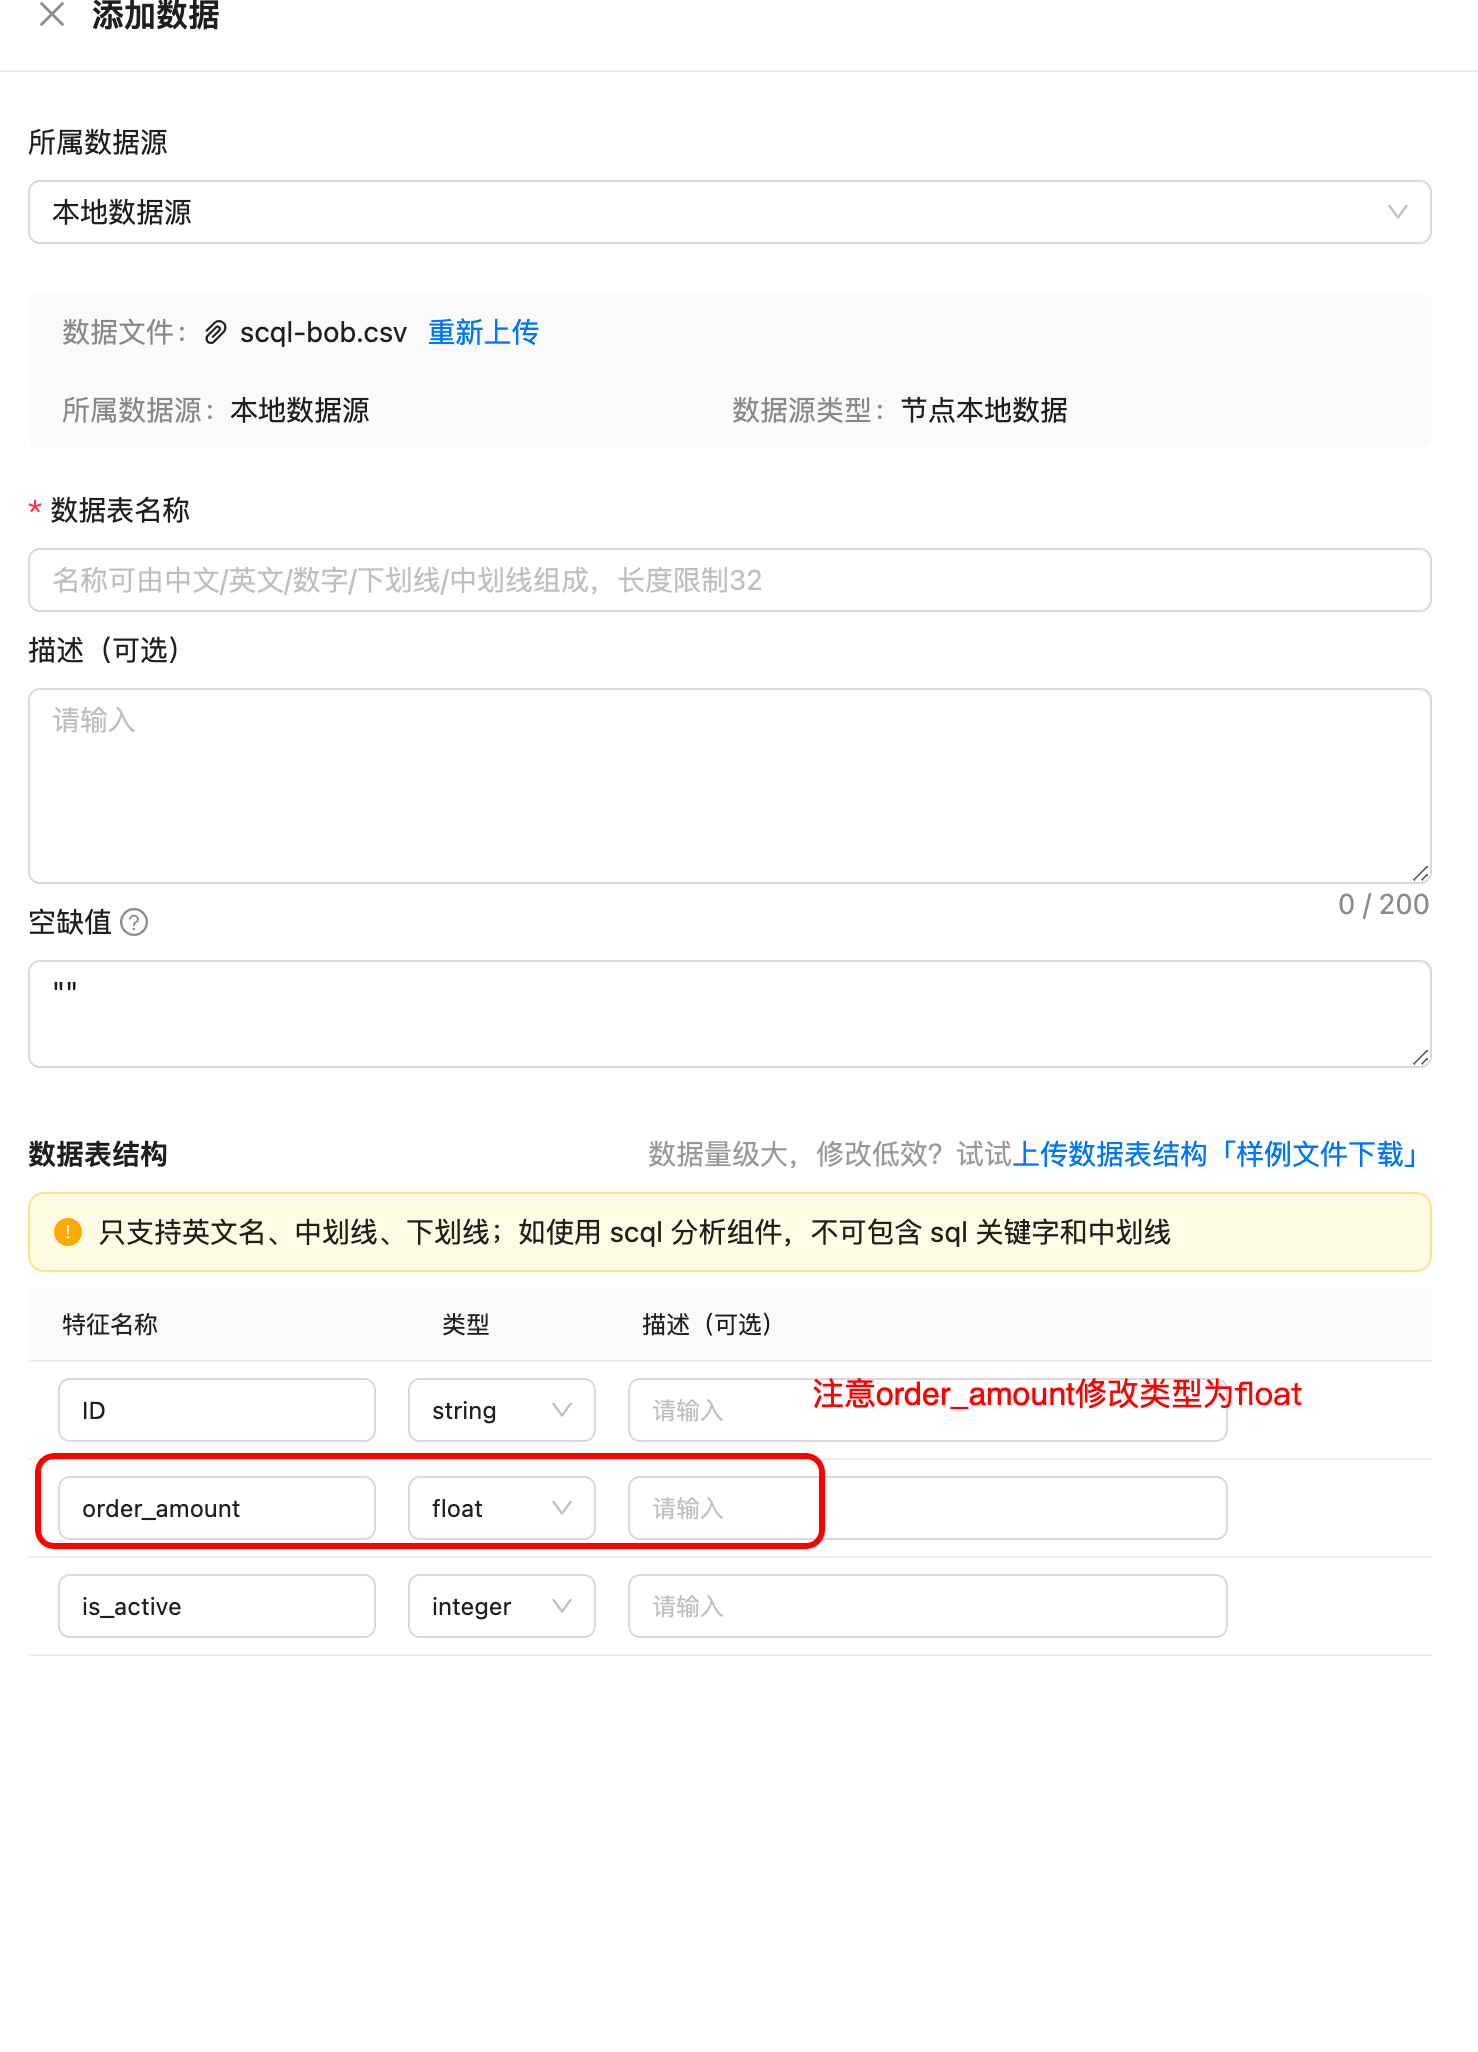 添加数据
所属数据源
本地数据源
数据文件： scql-bob.csv 重新上传
所属数据源： 本地数据源 数据源类型： 节点本地数据
* 数据表名称
名称可由中文/英文/数字/下划线/中划线组成，长度限制32
描述（可选）
请输入
0 / 200
空缺值 ?
""
数据表结构 数据量级大，修改低效？试试上传数据表结构「样例文件下载」
只支持英文名、中划线、下划线；如使用 scql 分析组件，不可包含 sql 关键字和中划线
特征名称 类型 描述（可选）
注意order_amount修改类型为float
ID string 请输入
order_amount float 请输入
is_active integer 请输入